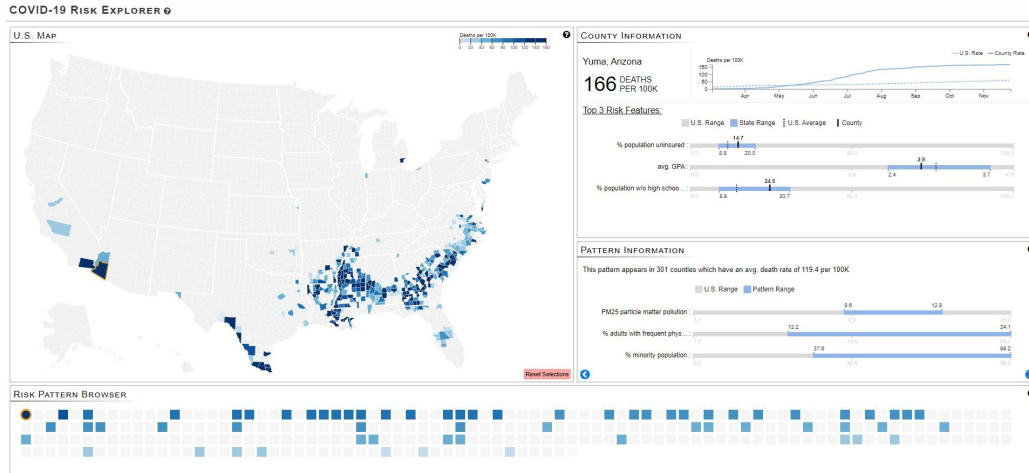 COVID-19 RISK EXPLORER ?
U.S. MAP
Deaths per 100K
0 20 40 60 80 100 120 140 160
Reset Selections
COUNTY INFORMATION
Yuma, Arizona
166 DEATHS PER 100K
U.S. Rate County Rate
Deaths per 100K
150
100
50
0
Apr May Jun Jul Aug Sep Oct Nov
Top 3 Risk Features:
U.S. Range State Range U.S. Average County
14.7
% population uninsured :
8.8 20.0 100.0
2.9
avg. GPA :
2.4 3.7 4.0
24.5
% population w/o high schoo... :
8.9 30.7 100.0
PATTERN INFORMATION
This pattern appears in 301 counties which have an avg. death rate of 119.4 per 100K
U.S. Range Pattern Range
12.9
PM25 particle matter pollution :
12.2 24.1
% adults with frequent phys... :
37.6 99.2
% minority population :
RISK PATTERN BROWSER